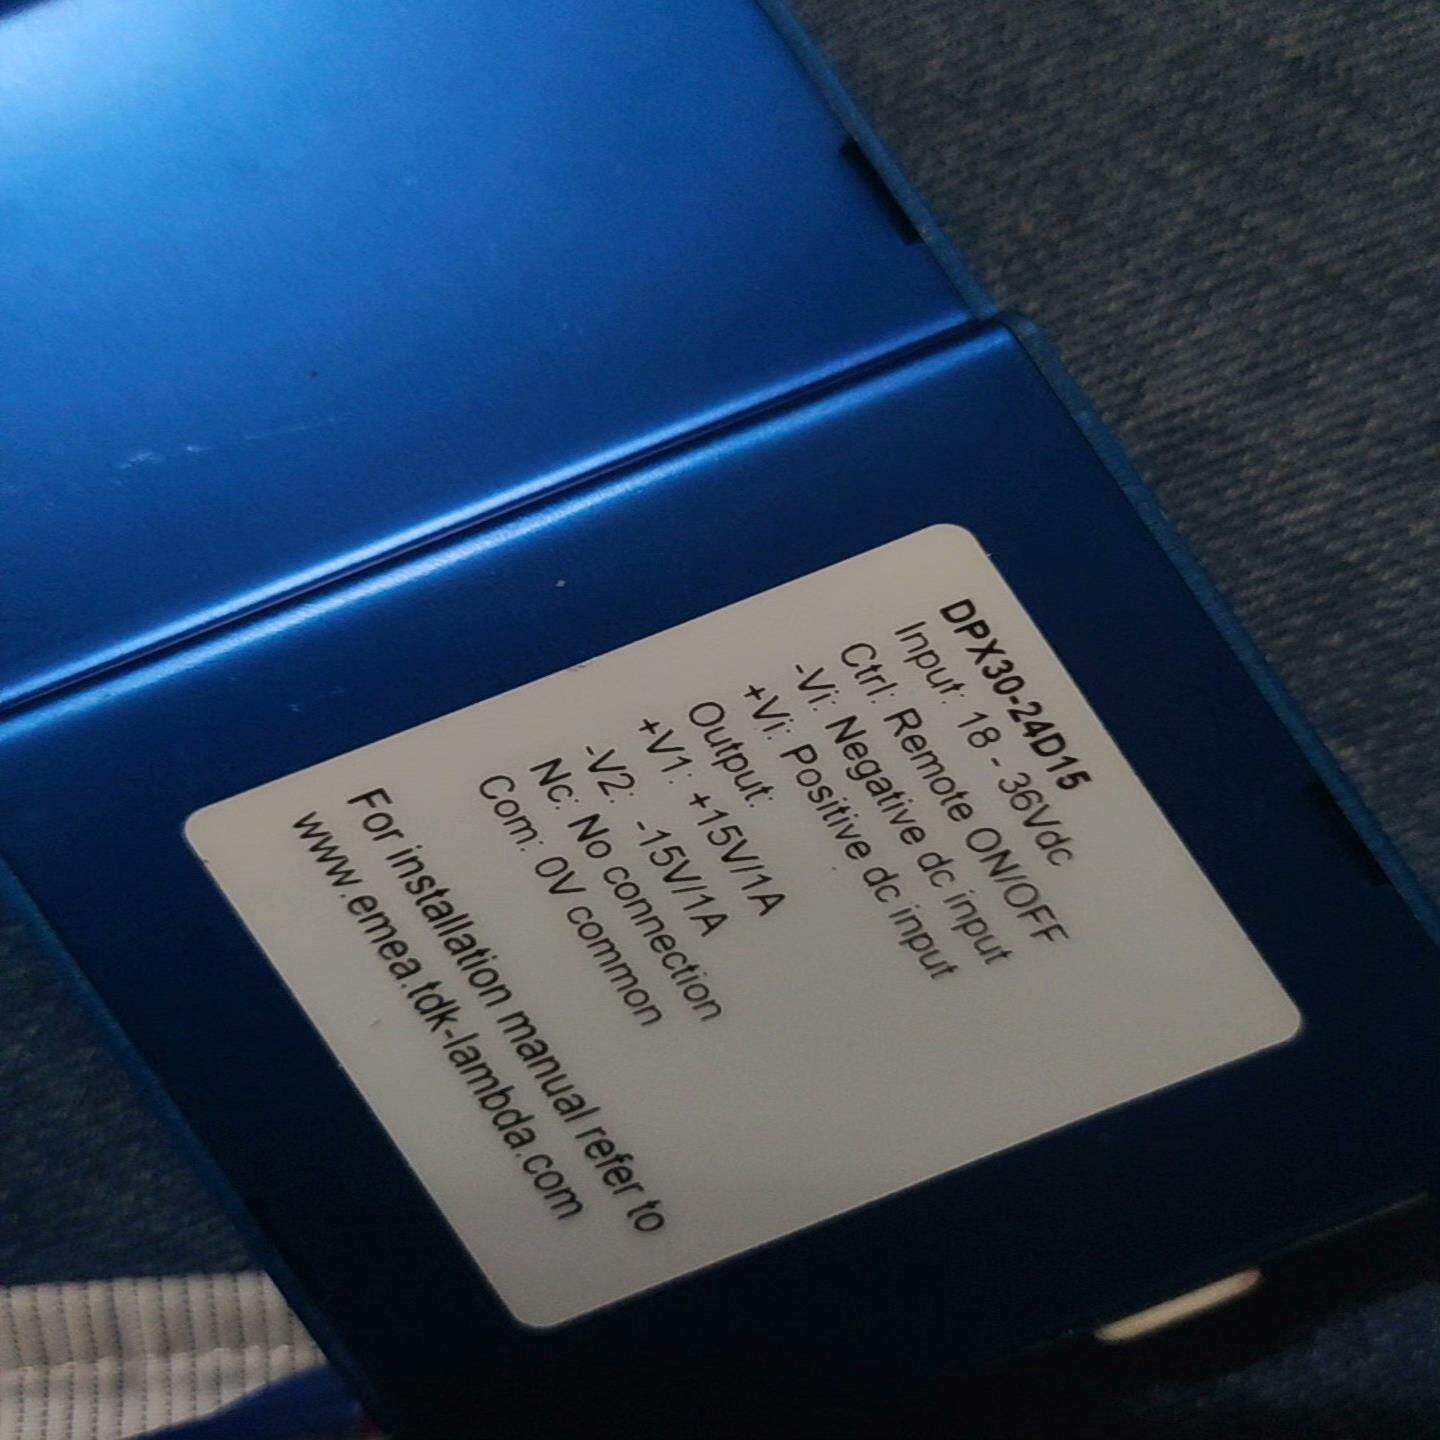 DPX30-24D15
Input: 18 - 36Vdc
Ctrl: Remote ON/OFF
-Vi: Negative dc input
+Vi: Positive dc input
Output:
+V1: +15V/1A
-V2: -15V/1A
Nc: No connection
Com: 0V common
For installation manual refer to
www.emea.tdk-lambda.com